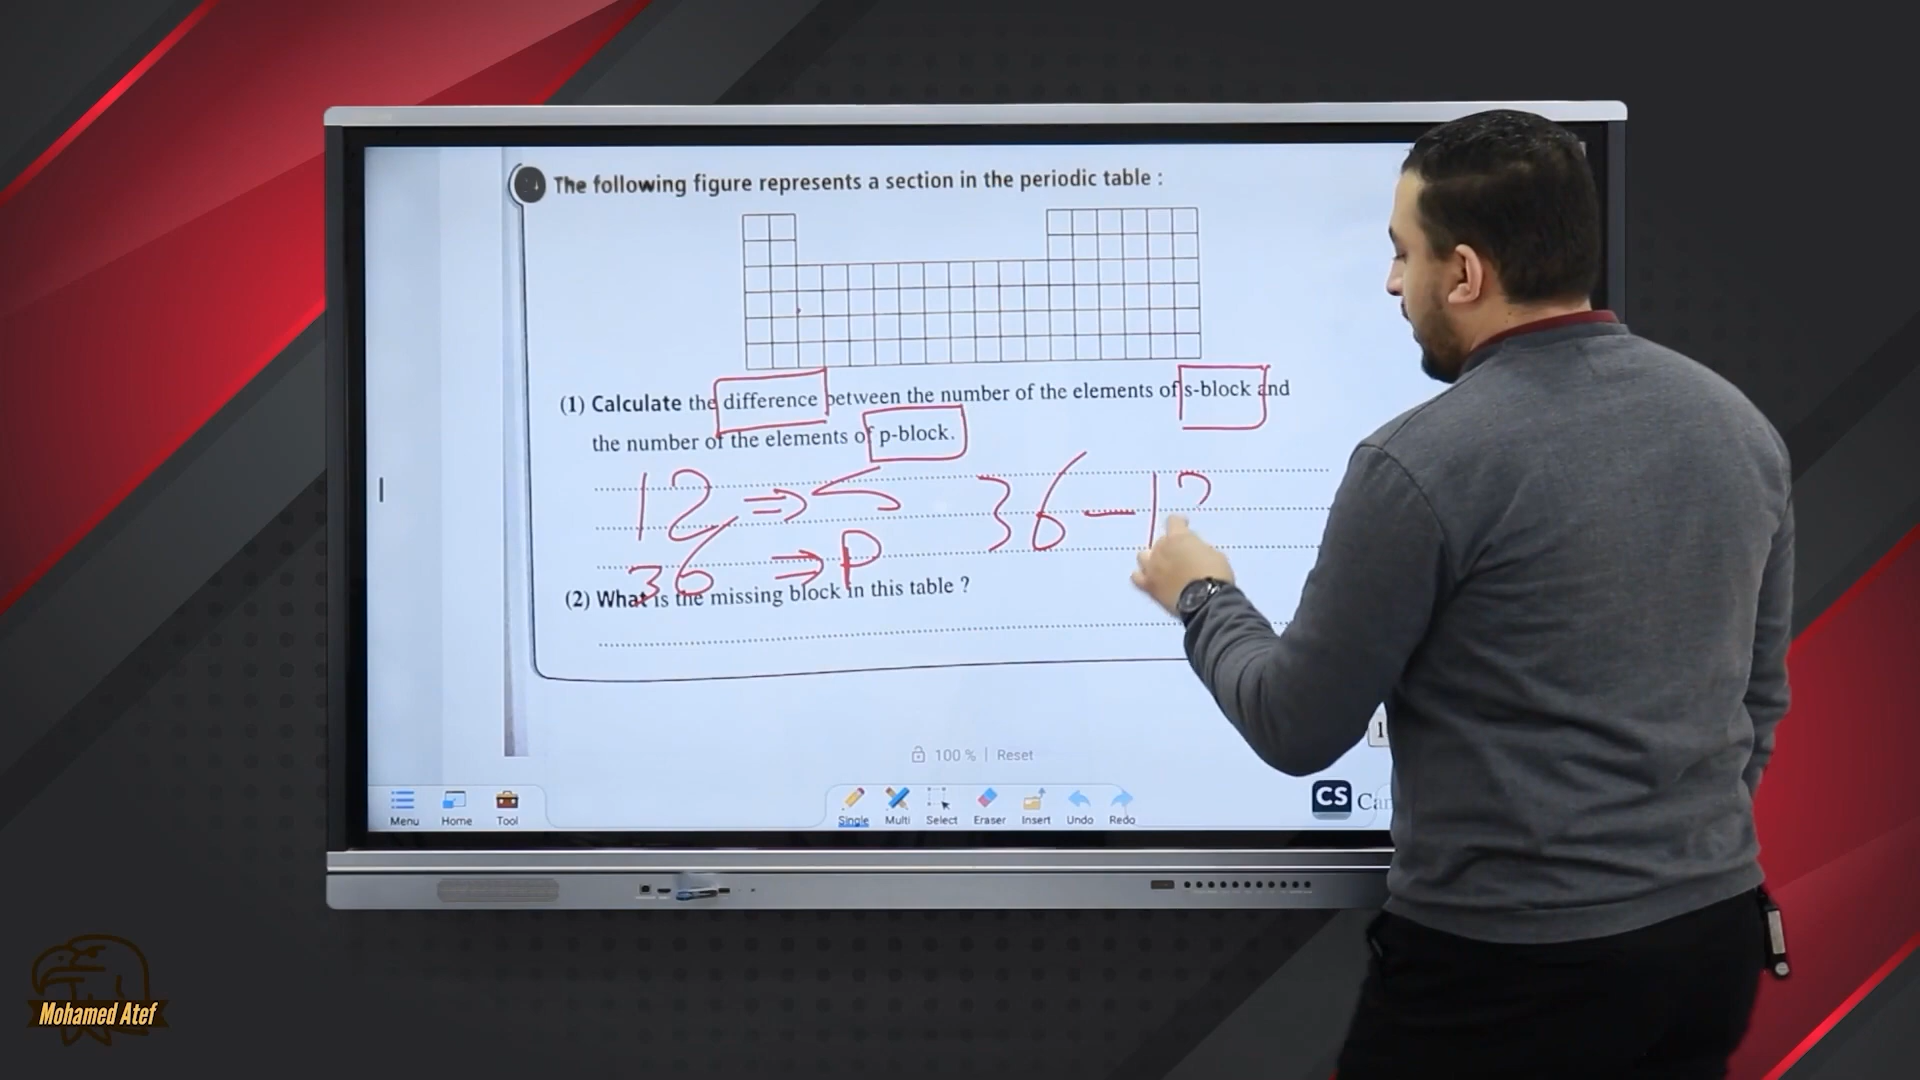 The following figure represents a section in the periodic table :
(1) Calculate the difference between the number of the elements of s-block and
the number of the elements of p-block.
12 ⇒ S 36 - 12
36 ⇒ P
(2) What is the missing block in this table ?
100 % | Reset
Menu Home Tool Single Multi Select Eraser Insert Undo Redo
CS
Mohamed Atef